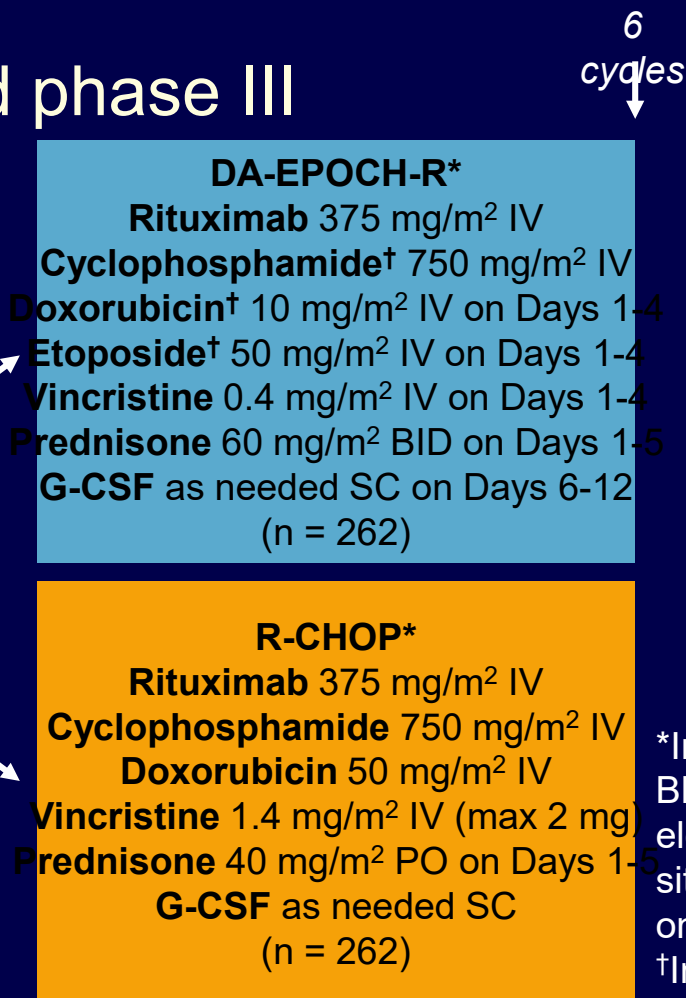 6
cycles
phase III
DA-EPOCH-R*
Rituximab 375 mg/m² IV
Cyclophosphamide† 750 mg/m² IV
Doxorubicin† 10 mg/m² IV on Days 1-4
Etoposide† 50 mg/m² IV on Days 1-4
Vincristine 0.4 mg/m² IV on Days 1-4
Prednisone 60 mg/m² BID on Days 1-5
G-CSF as needed SC on Days 6-12
(n = 262)
R-CHOP*
Rituximab 375 mg/m² IV
Cyclophosphamide 750 mg/m² IV
Doxorubicin 50 mg/m² IV
Vincristine 1.4 mg/m² IV (max 2 mg)
Prednisone 40 mg/m² PO on Days 1-5
G-CSF as needed SC
(n = 262)